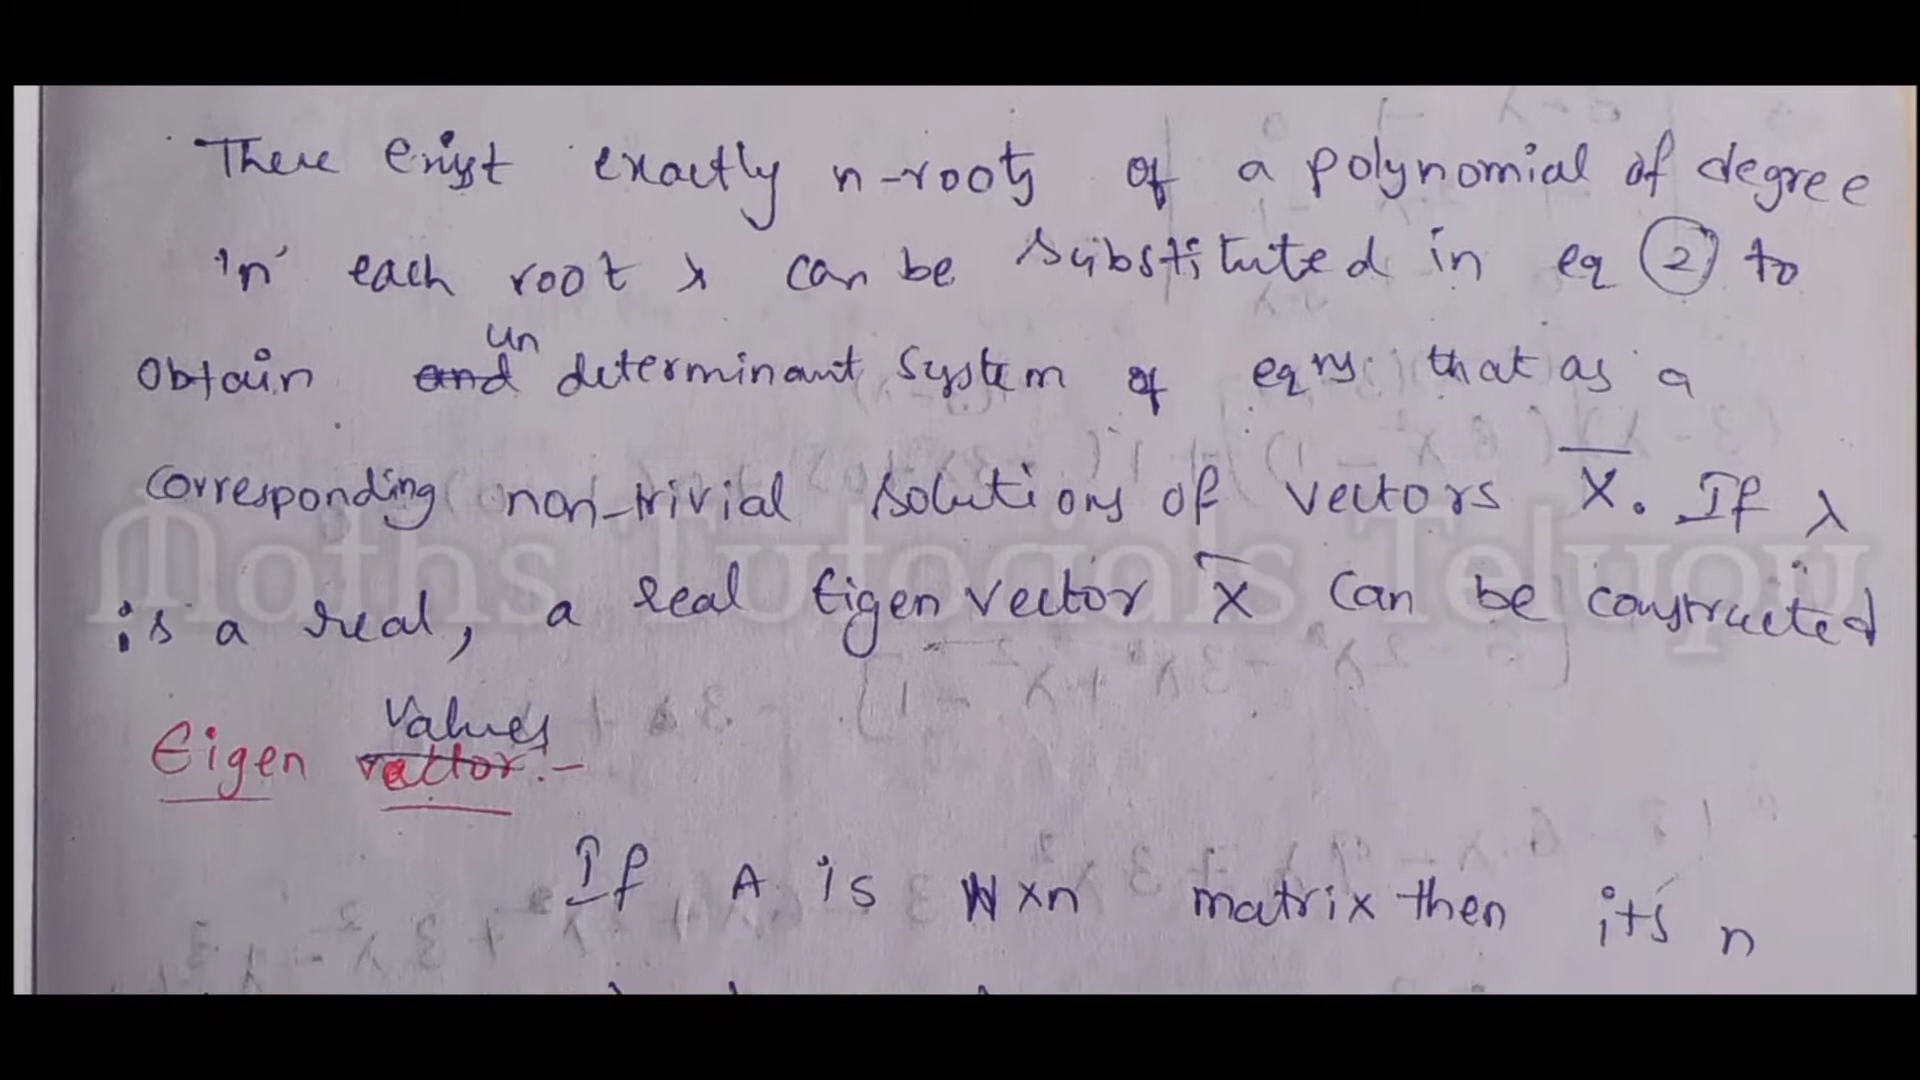 There exist exactly n-roots of a polynomial of degree
'n' each root λ can be substituted in eq ② to
un
obtain and determinant system of eqns that as a
corresponding non-trivial solutions of vectors X̅. If λ
is a real, a real Eigen vector X̅ can be constructed
Values
Eigen vector:-
If A is n×n matrix then its n
Maths Tutorials Telugu